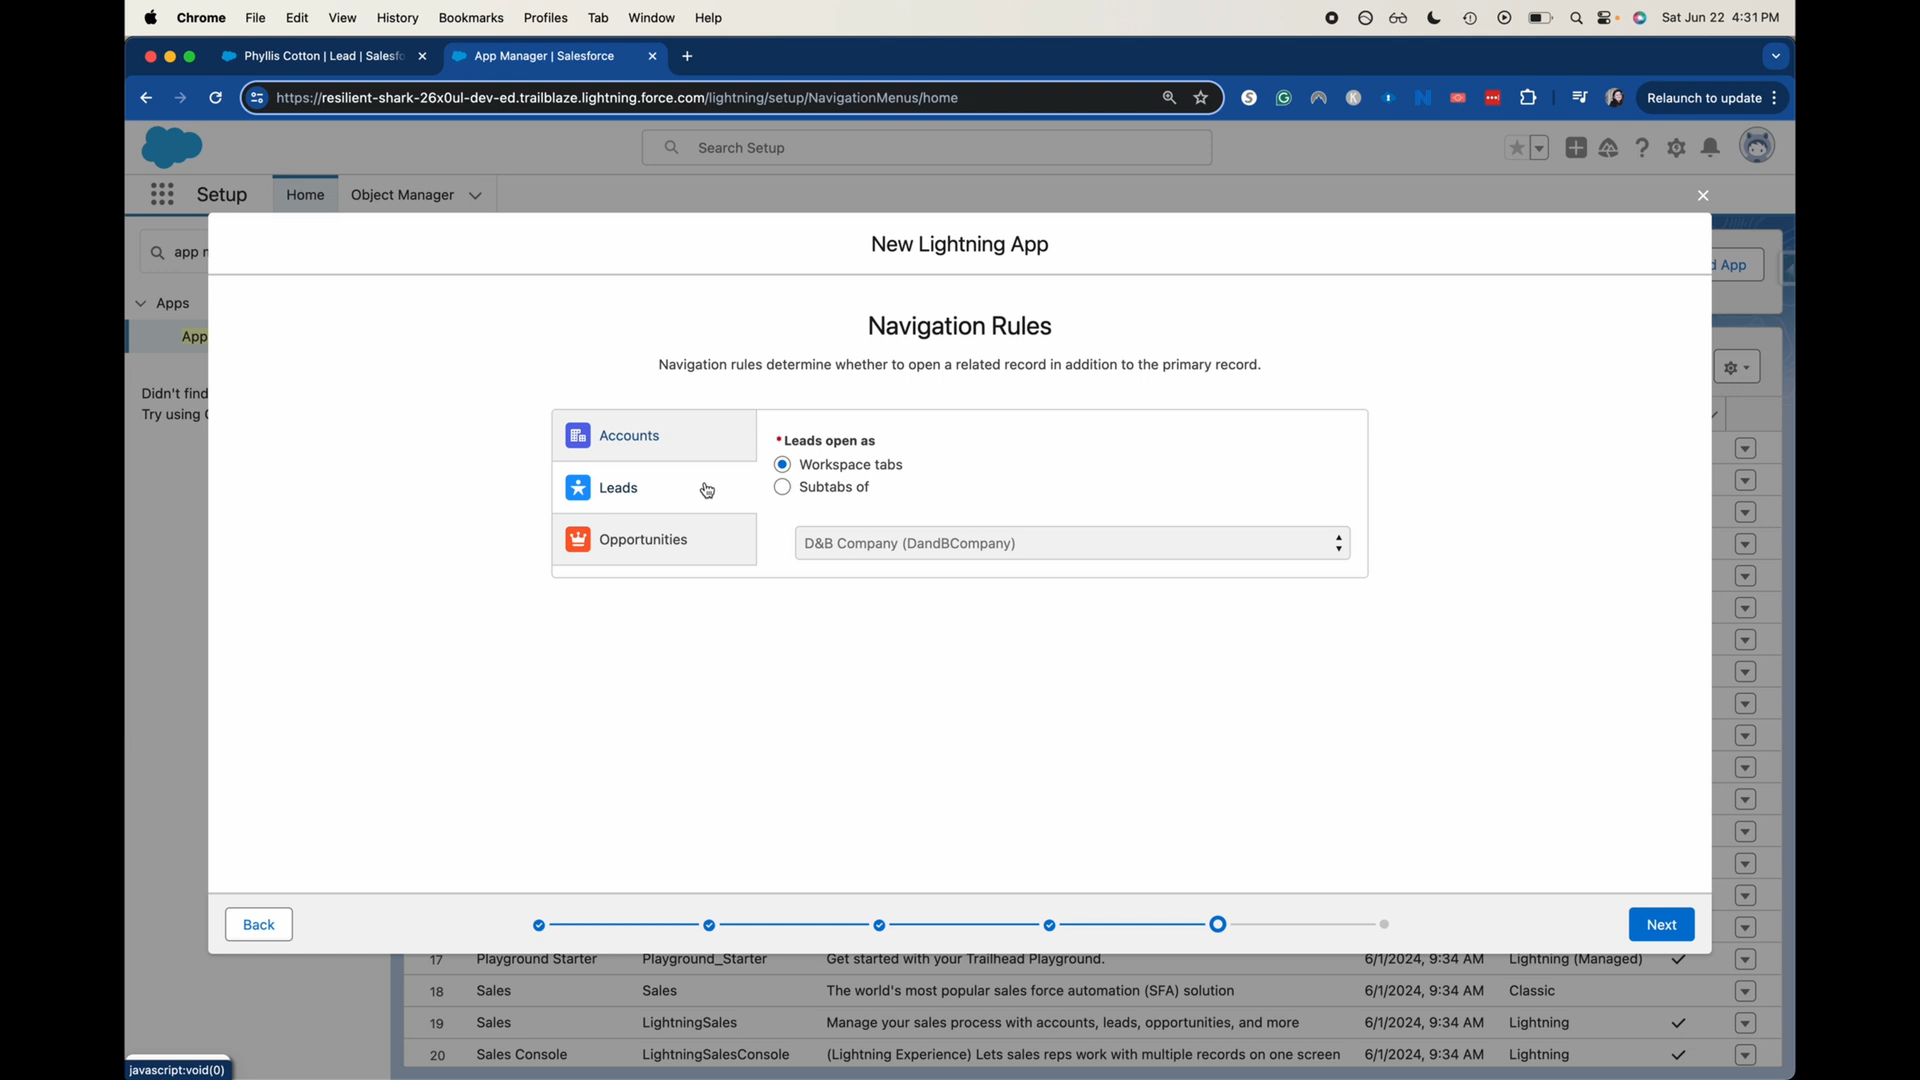 Chrome File Edit View History Bookmarks Profiles Tab Window Help Sat Jun 22 4:31 PM
Phyllis Cotton | Lead | Salesfo App Manager | Salesforce
https://resilient-shark-26x0ul-dev-ed.trailblaze.lightning.force.com/lightning/setup/NavigationMenus/home Relaunch to update
Search Setup
Setup Home Object Manager
app
New Lightning App
d App
Apps
Navigation Rules
App
Navigation rules determine whether to open a related record in addition to the primary record.
Didn't find
Try using
Accounts
* Leads open as
Workspace tabs
Leads
Subtabs of
Opportunities
D&B Company (DandBCompany)
Back
Next
17 Playground Starter Playground_Starter Get started with your Trailhead Playground. 6/1/2024, 9:34 AM Lightning (Managed)
18 Sales Sales The world's most popular sales force automation (SFA) solution 6/1/2024, 9:34 AM Classic
19 Sales LightningSales Manage your sales process with accounts, leads, opportunities, and more 6/1/2024, 9:34 AM Lightning
20 Sales Console LightningSalesConsole (Lightning Experience) Lets sales reps work with multiple records on one screen 6/1/2024, 9:34 AM Lightning
javascript:void(0)